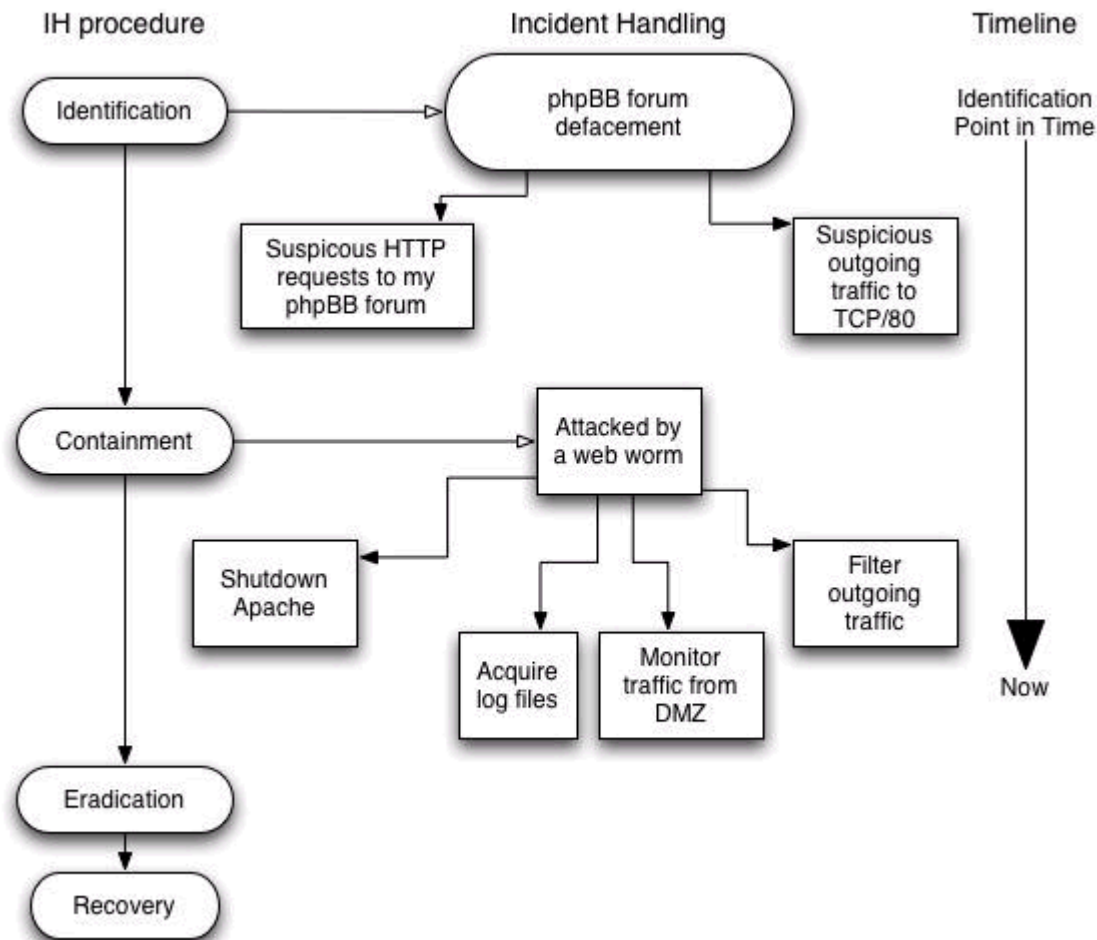 IH procedure
Incident Handling
Timeline
Identification
phpBB forum
defacement
Identification
Point in Time
Suspicous HTTP
requests to my
phpBB forum
Suspicious
outgoing
traffic to
TCP/80
Containment
Attacked by
a web worm
Shutdown
Apache
Filter
outgoing
traffic
Acquire
log files
Monitor
traffic from
DMZ
Now
Eradication
Recovery